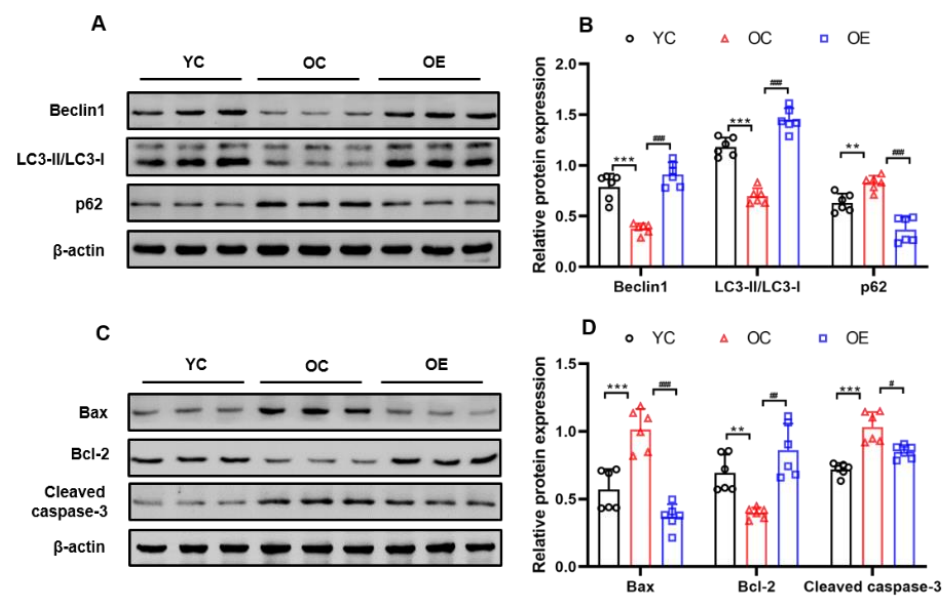 A
YC OC OE
Beclin1
LC3-II/LC3-I
p62
β-actin
B
YC OC OE
Relative protein expression
2.0
1.5
1.0
0.5
0.0
*** ### *** ### ** ###
Beclin1 LC3-II/LC3-I p62
C
YC OC OE
Bax
Bcl-2
Cleaved
caspase-3
β-actin
D
YC OC OE
Relative protein expression
1.5
1.0
0.5
0.0
*** ### ** ## *** #
Bax Bcl-2 Cleaved caspase-3